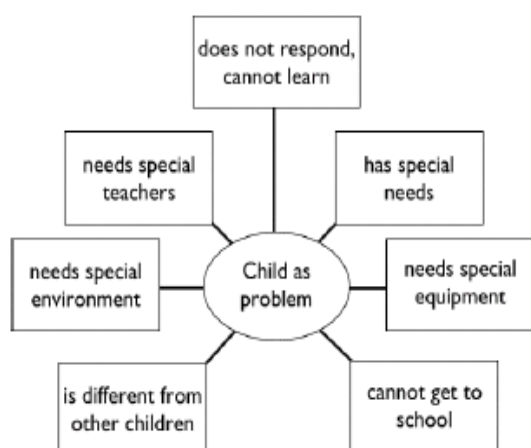 does not respond,
cannot learn
needs special
teachers
has special
needs
needs special
environment
Child as
problem
needs special
equipment
is different from
other children
cannot get to
school